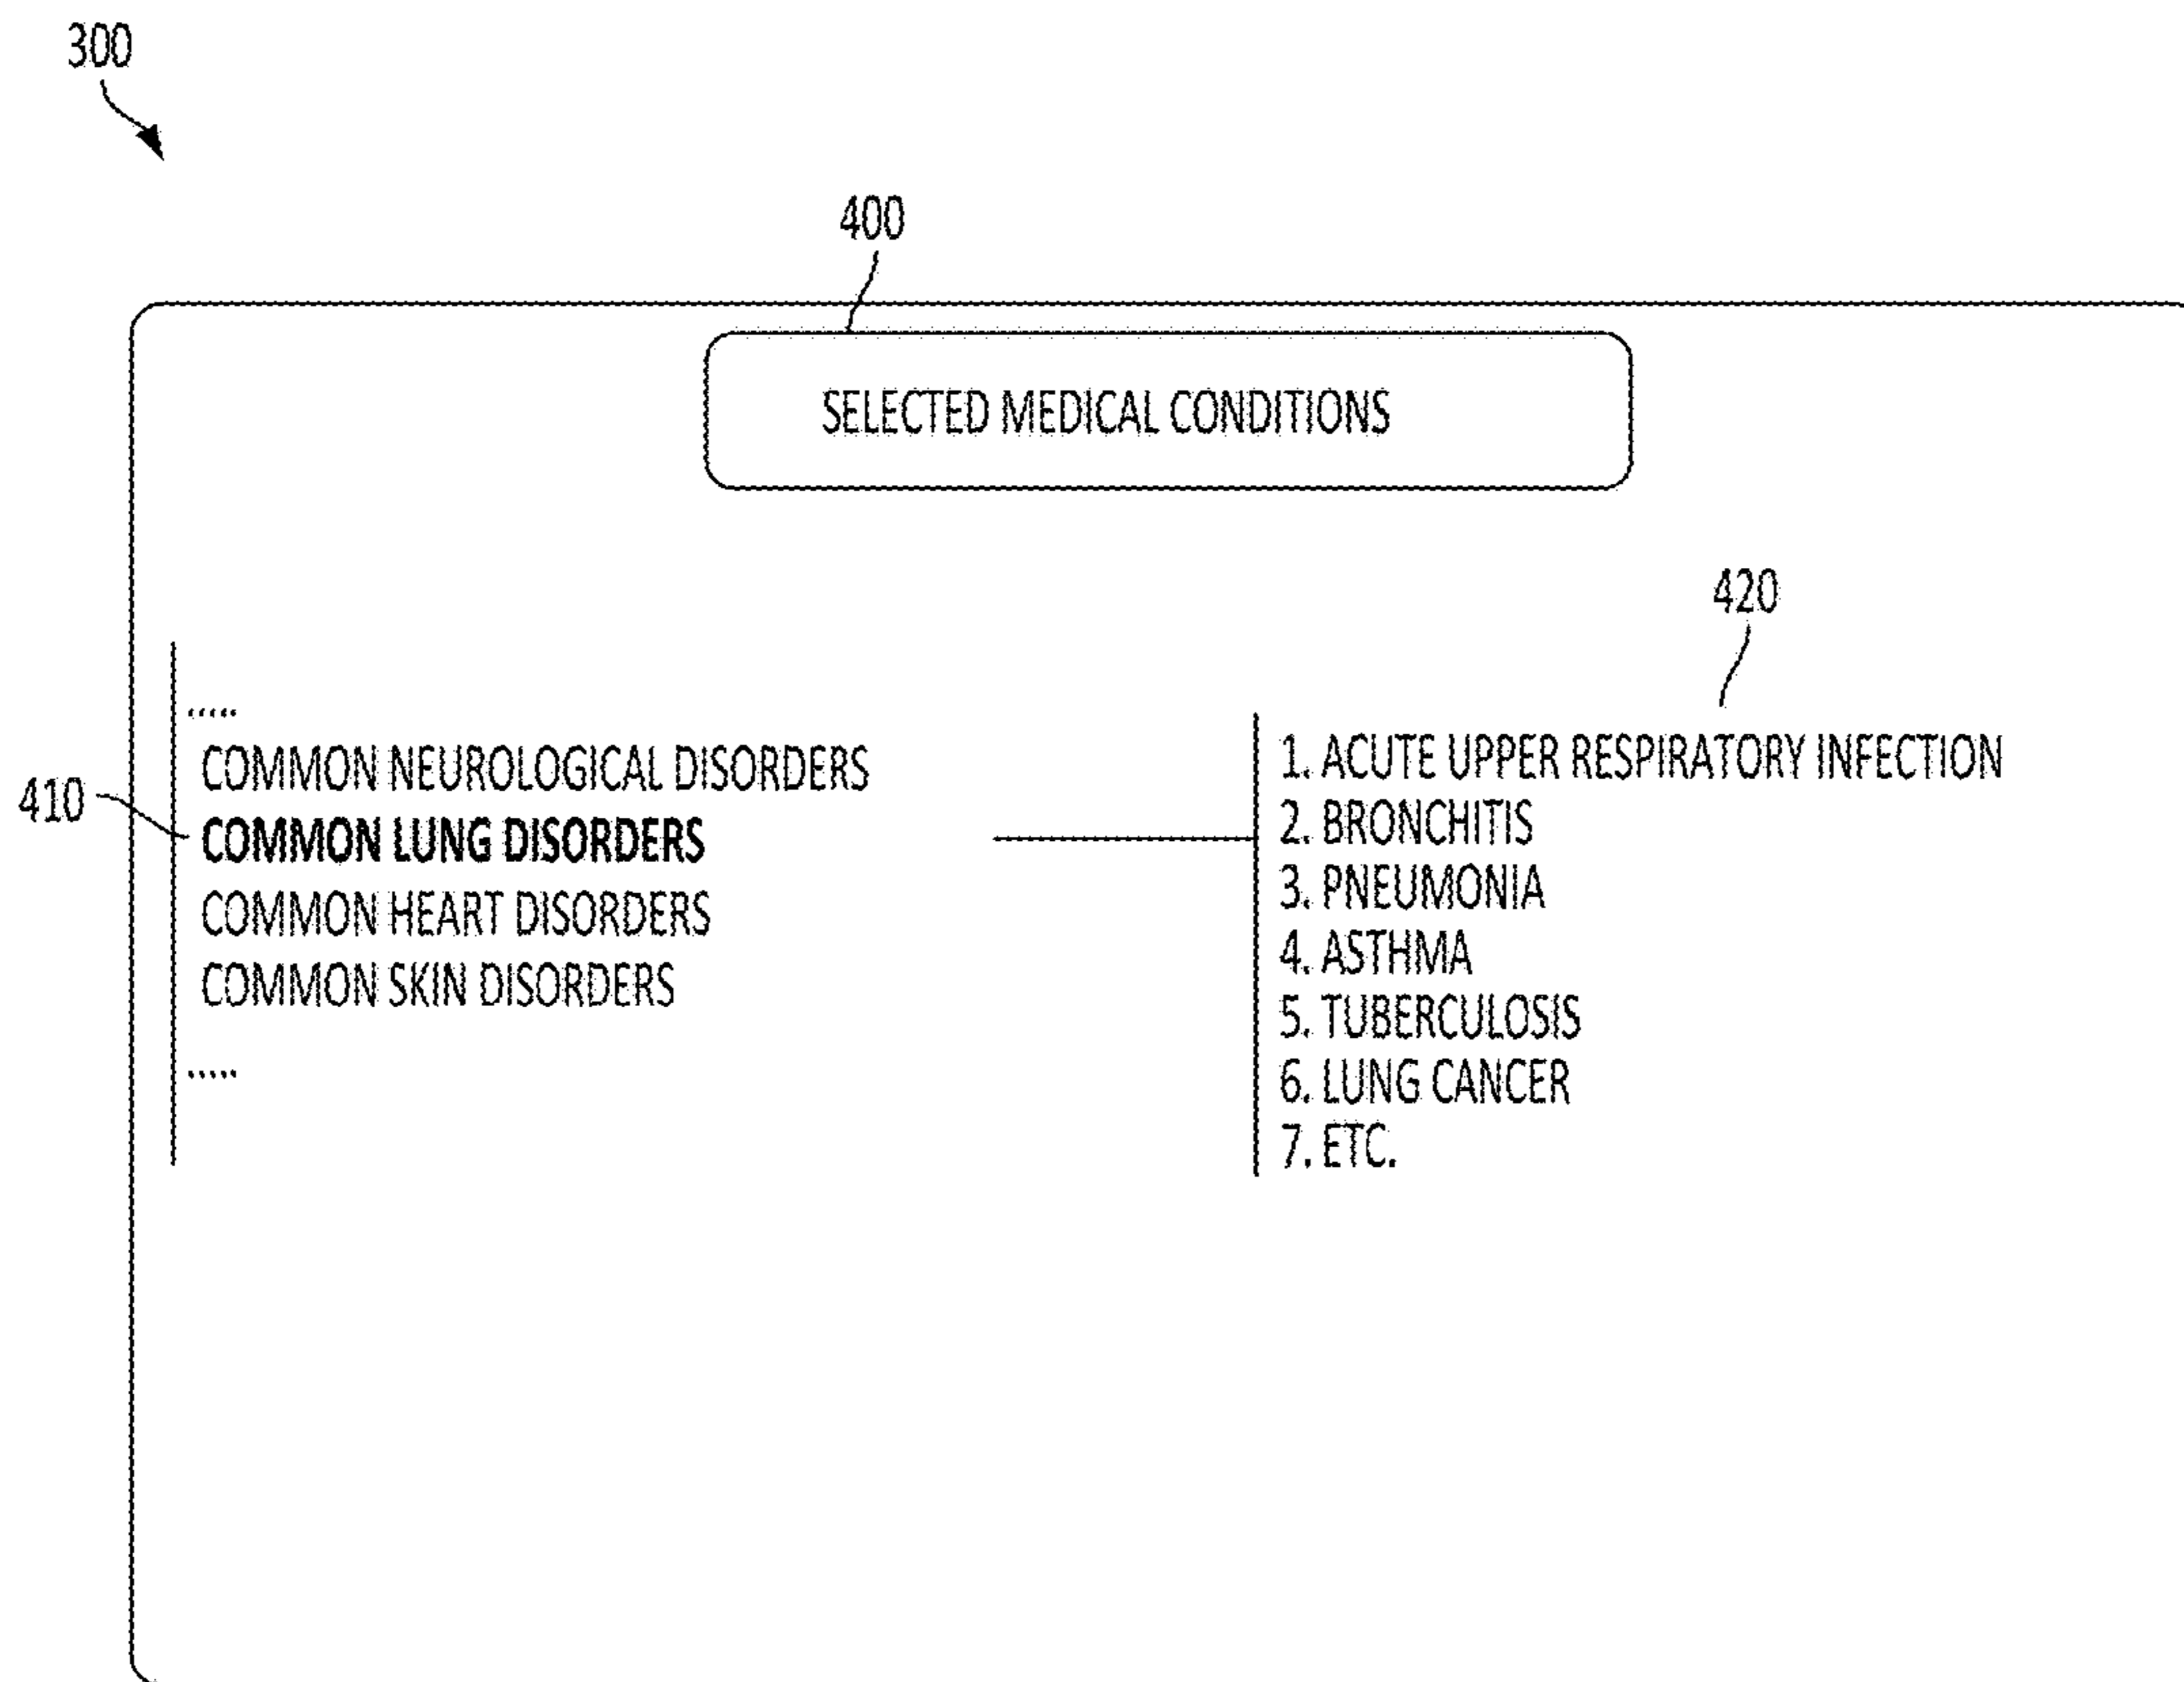 300
400
SELECTED MEDICAL CONDITIONS
420
.....
COMMON NEUROLOGICAL DISORDERS
410
COMMON LUNG DISORDERS
COMMON HEART DISORDERS
COMMON SKIN DISORDERS
.....
1. ACUTE UPPER RESPIRATORY INFECTION
2. BRONCHITIS
3. PNEUMONIA
4. ASTHMA
5. TUBERCULOSIS
6. LUNG CANCER
7. ETC.